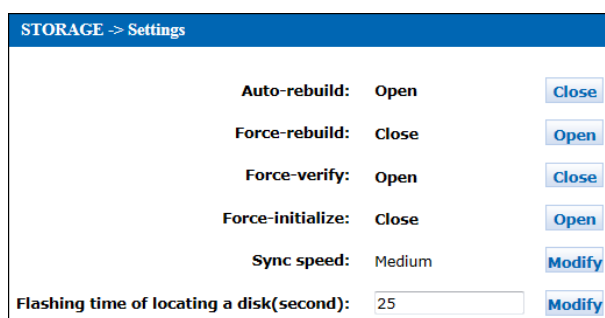 STORAGE -> Settings
Auto-rebuild: Open Close
Force-rebuild: Close Open
Force-verify: Open Close
Force-initialize: Close Open
Sync speed: Medium Modify
Flashing time of locating a disk(second): 25 Modify